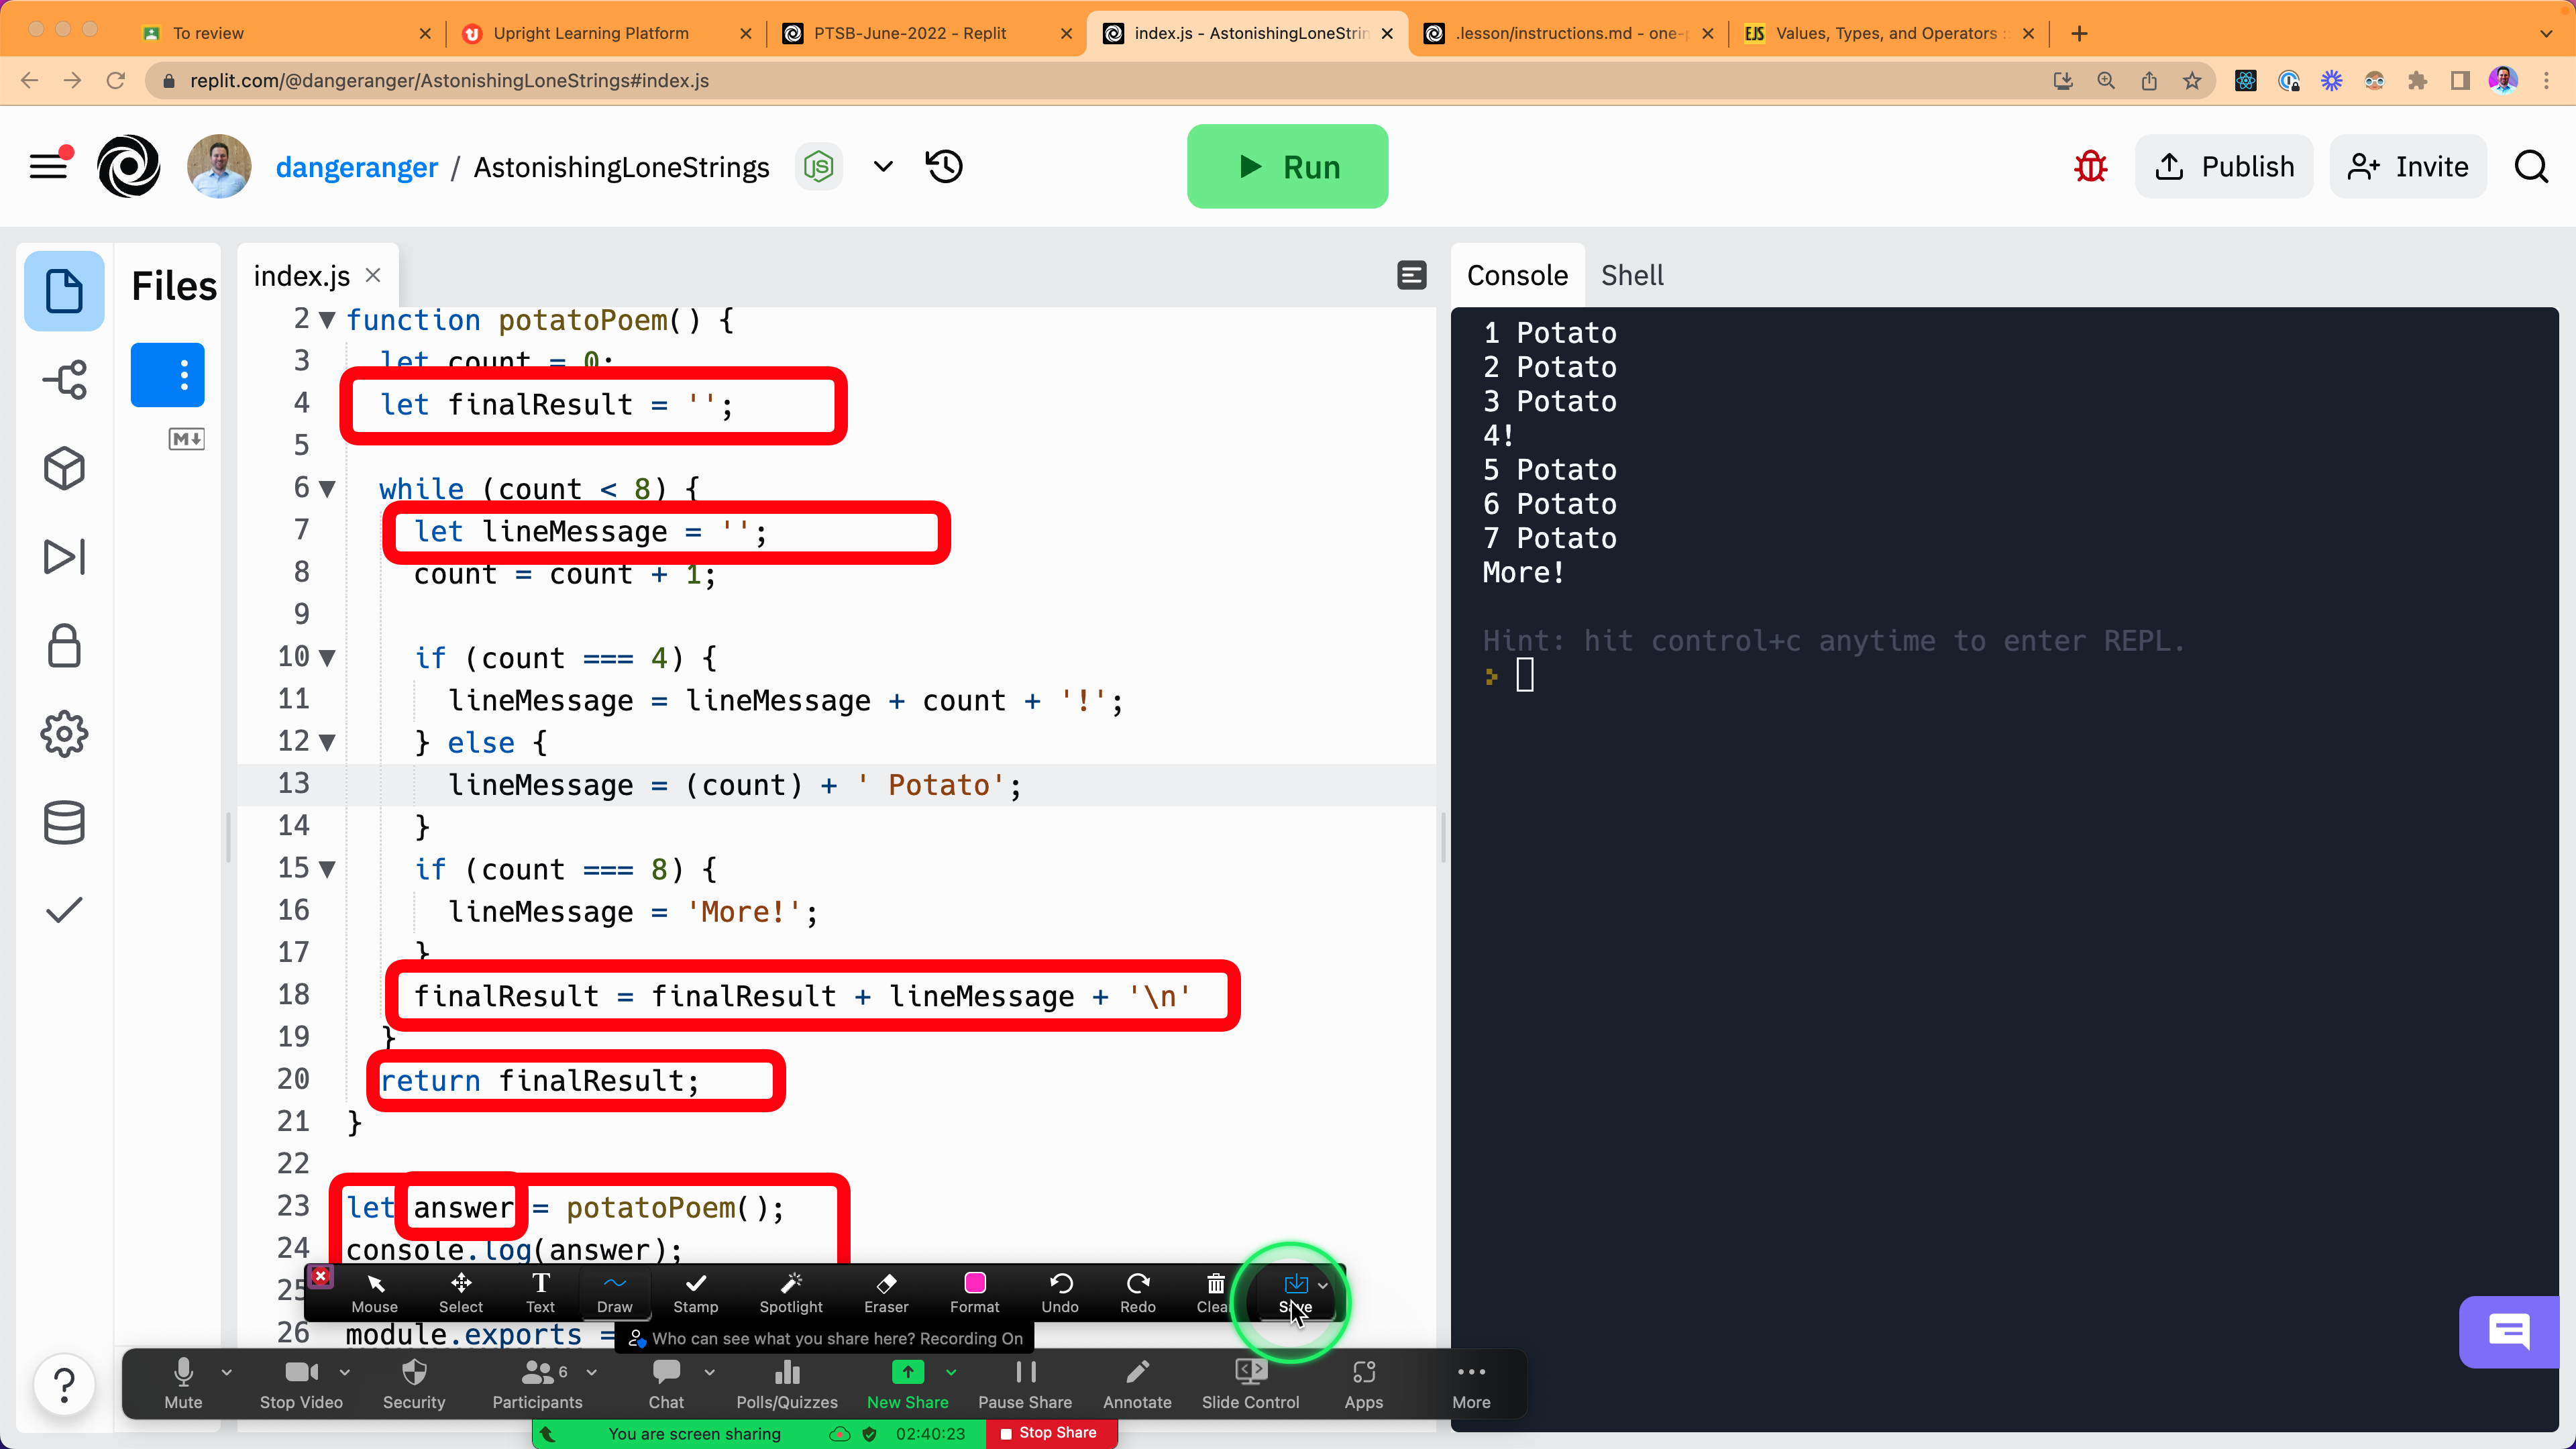 To review
Upright Learning Platform
PTSB-June-2022 - Replit
index.js - AstonishingLoneStrin
.lesson/instructions.md - one-p
EJS Values, Types, and Operators ::
replit.com/@dangeranger/AstonishingLoneStrings#index.js
dangeranger / AstonishingLoneStrings
JS
Run
Publish
Invite
Files
M
index.js
2 function potatoPoem() {
3 let count = 0;
4 let finalResult = '';
5
6 while (count < 8) {
7 let lineMessage = '';
8 count = count + 1;
9
10 if (count === 4) {
11 lineMessage = lineMessage + count + '!';
12 } else {
13 lineMessage = (count) + ' Potato';
14 }
15 if (count === 8) {
16 lineMessage = 'More!';
17 }
18 finalResult = finalResult + lineMessage + '\n'
19 }
20 return finalResult;
21 }
22
23 let answer = potatoPoem();
24 console.log(answer);
25
26 module.exports =
Console Shell
1 Potato
2 Potato
3 Potato
4!
5 Potato
6 Potato
7 Potato
More!
Hint: hit control+c anytime to enter REPL.
Mouse
Select
Text
Draw
Stamp
Spotlight
Eraser
Format
Undo
Redo
Clear
Save
Who can see what you share here? Recording On
Mute
Stop Video
Security
Participants
6
Chat
Polls/Quizzes
New Share
Pause Share
Annotate
Slide Control
Apps
More
You are screen sharing
02:40:23
Stop Share